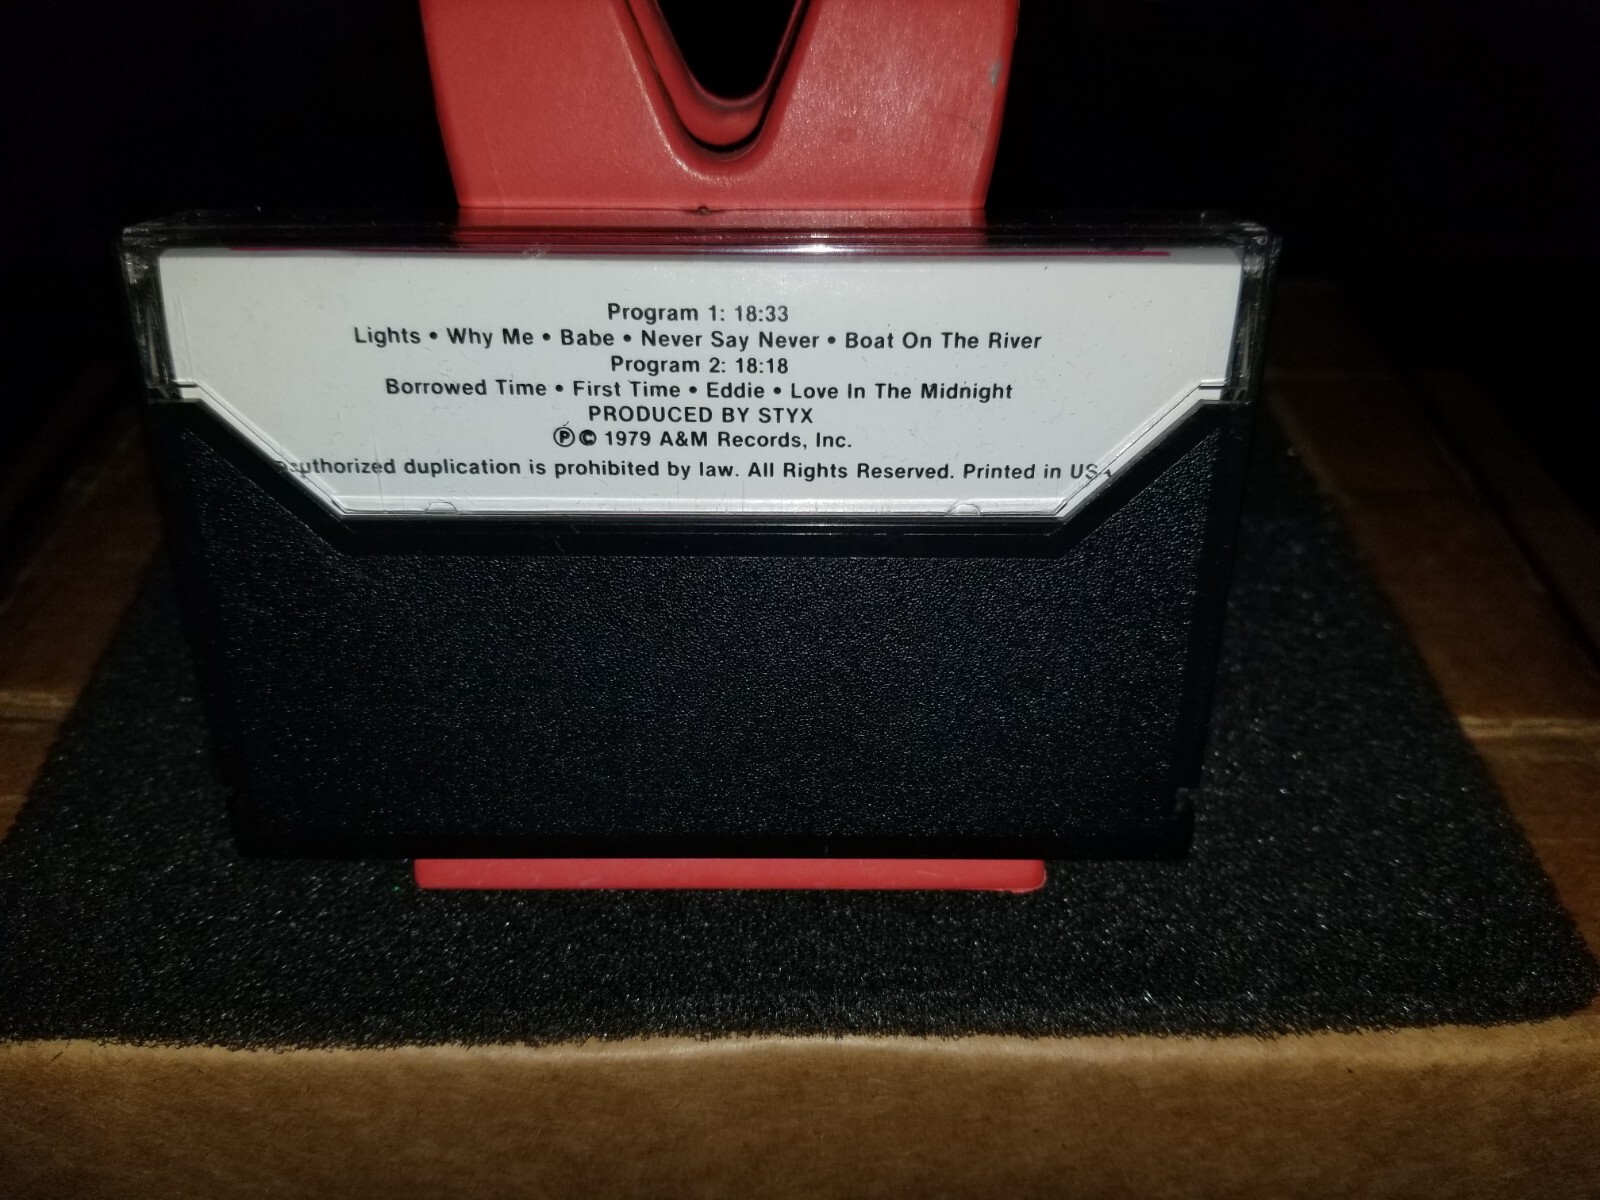 Program 1: 18:33
Lights • Why Me • Babe • Never Say Never • Boat On The River
Program 2: 18:18
Borrowed Time • First Time • Eddie • Love In The Midnight
PRODUCED BY STYX
℗ © 1979 A&M Records, Inc.
duplication is prohibited by law. All Rights Reserved. Printed in